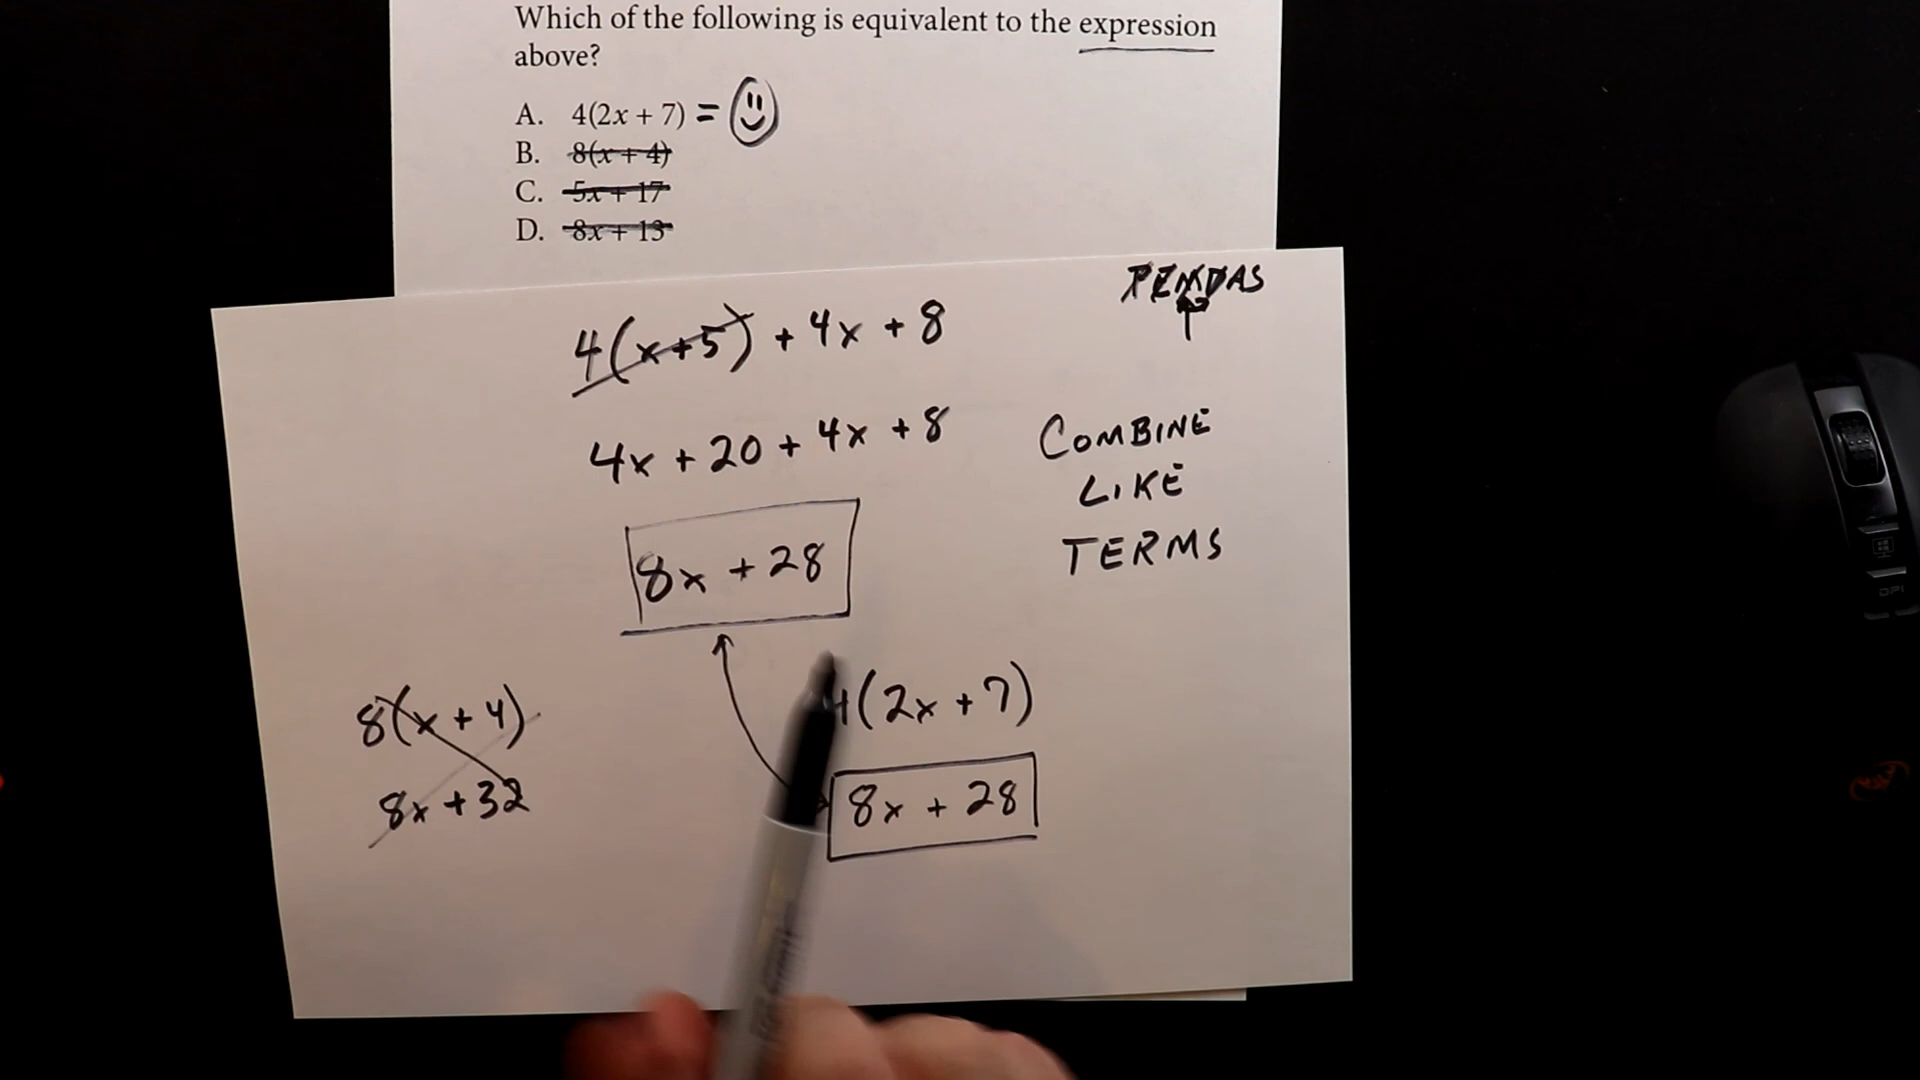 Which of the following is equivalent to the expression
above?
A. 4(2x + 7) =
B. 8(x + 4)
C. 5x + 17
D. 8x + 13
PEMDAS
4(x+5) + 4x + 8
4x + 20 + 4x + 8
COMBINE
LIKE
TERMS
8x + 28
8(x + 4)
8x + 32
4(2x + 7)
8x + 28
DPI